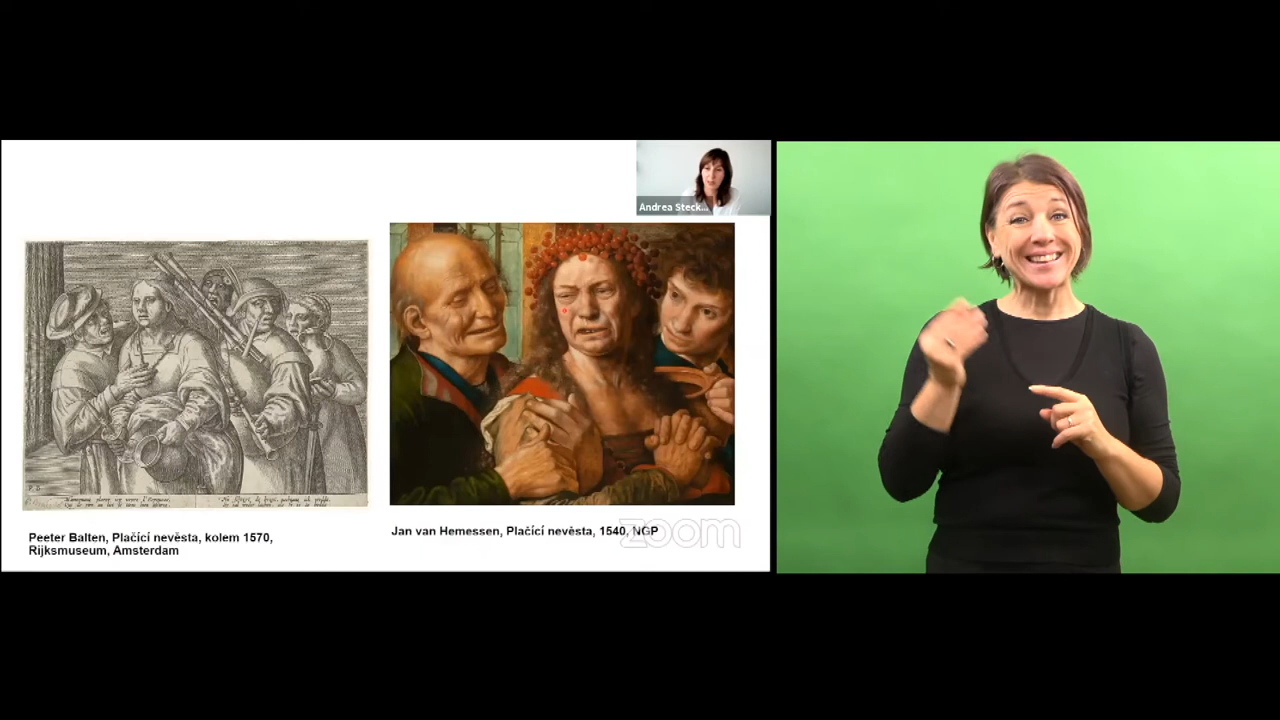 Andrea Steck...
Peeter Balten, Plačící nevěsta, kolem 1570,
Rijksmuseum, Amsterdam
Jan van Hemessen, Plačící nevěsta, 1540, NGP
zoom